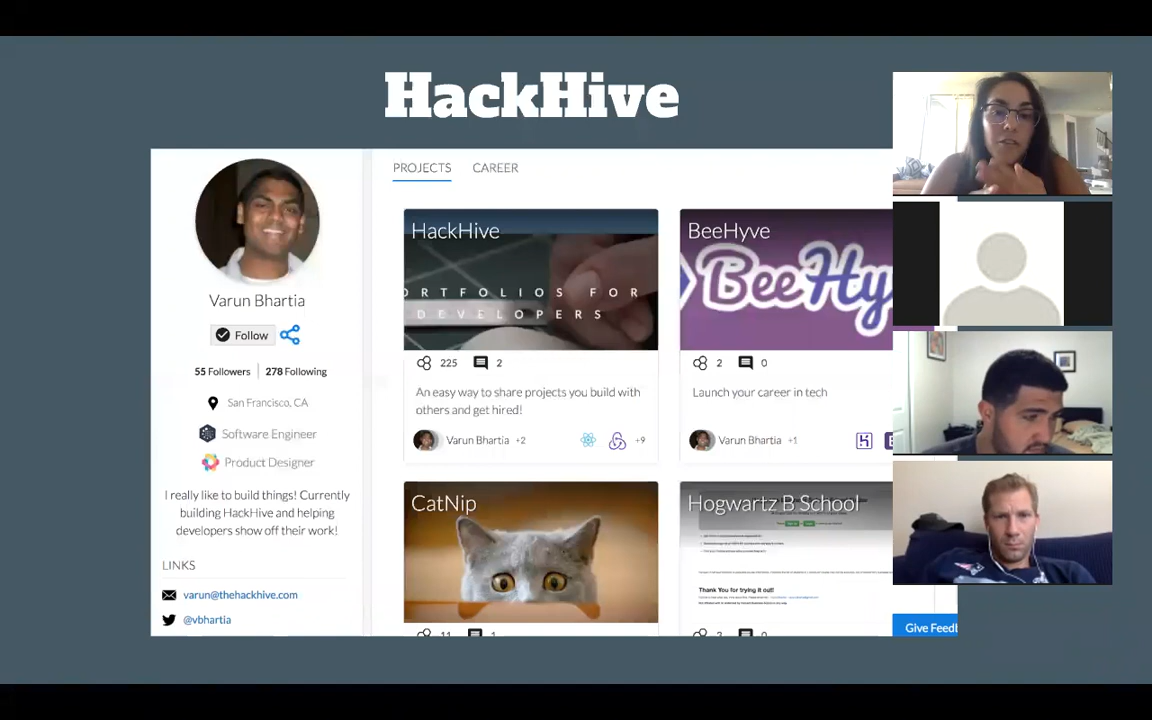 HackHive
Varun Bhartia
Follow
55 Followers
278 Following
San Francisco, CA
Software Engineer
Product Designer
I really like to build things! Currently
building HackHive and helping
developers show off their work!
LINKS
varun@thehackhive.com
@vbhartia
PROJECTS CAREER
HackHive
ORTFOLIOS FOR
DEVELOPERS
225 2
An easy way to share projects you build with
others and get hired!
Varun Bhartia +2
+9
BeeHyve
BeeHy
2 0
Launch your career in tech
Varun Bhartia +1
CatNip
11 1
Hogwartz B School
Thank You for trying it out!!
Give Feedb